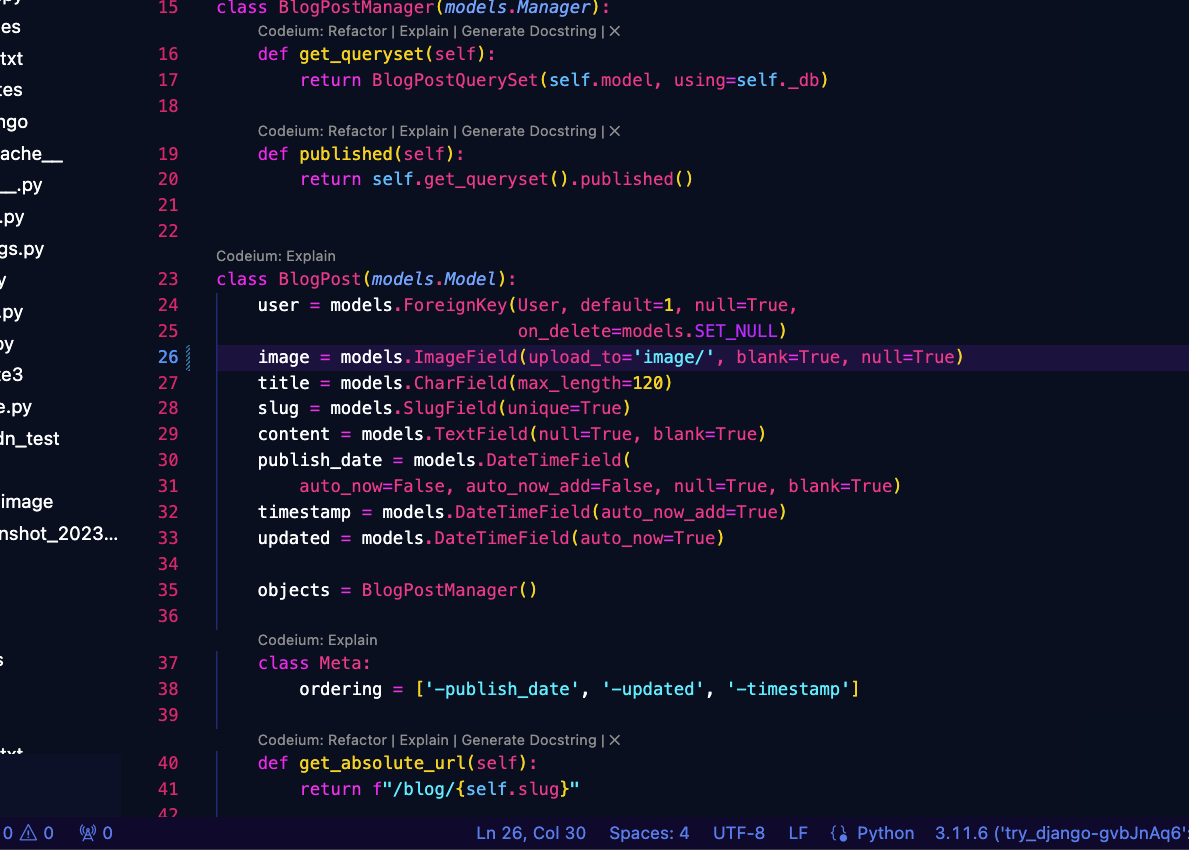 es
txt
tes
ngo
ache__
__.py
.py
gs.py
y
.py
py
te3
e.py
dn_test
image
nshot_2023...
s
txt
15 class BlogPostManager(models.Manager):
Codeium: Refactor | Explain | Generate Docstring | ×
16 def get_queryset(self):
17 return BlogPostQuerySet(self.model, using=self._db)
18
Codeium: Refactor | Explain | Generate Docstring | ×
19 def published(self):
20 return self.get_queryset().published()
21
22
Codeium: Explain
23 class BlogPost(models.Model):
24 user = models.ForeignKey(User, default=1, null=True,
25 on_delete=models.SET_NULL)
26 image = models.ImageField(upload_to='image/', blank=True, null=True)
27 title = models.CharField(max_length=120)
28 slug = models.SlugField(unique=True)
29 content = models.TextField(null=True, blank=True)
30 publish_date = models.DateTimeField(
31 auto_now=False, auto_now_add=False, null=True, blank=True)
32 timestamp = models.DateTimeField(auto_now_add=True)
33 updated = models.DateTimeField(auto_now=True)
34
35 objects = BlogPostManager()
36
Codeium: Explain
37 class Meta:
38 ordering = ['-publish_date', '-updated', '-timestamp']
39
Codeium: Refactor | Explain | Generate Docstring | ×
40 def get_absolute_url(self):
41 return f"/blog/{self.slug}"
42
0 0 0 Ln 26, Col 30 Spaces: 4 UTF-8 LF Python 3.11.6 ('try_django-gvbJnAq6':